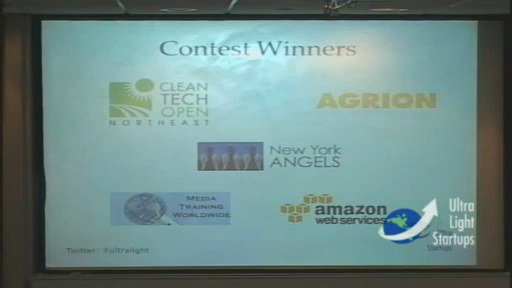 Contest Winners
CLEAN
TECH
OPEN
NORTHEAST
AGRION
New York
ANGELS
MEDIA
TRAINING
WORLDWIDE
amazon
web services
Ultra
Light
Startups
Startups
Twitter: #ultralight